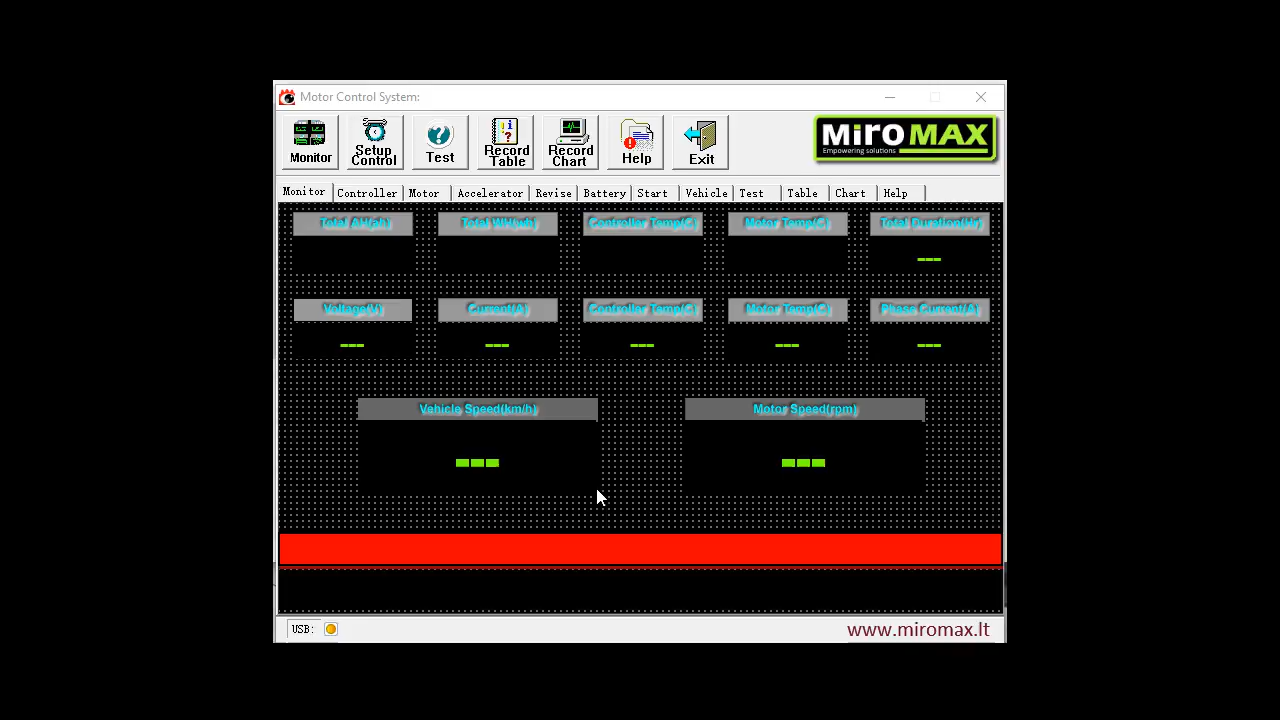 Motor Control System:
Monitor
Setup Control
Test
Record Table
Record Chart
Help
Exit
MiroMAX
Empowering solutions
Monitor Controller Motor Accelerator Revise Battery Start Vehicle Test Table Chart Help
Total AH(ah) Total WH(wh) Controller Temp(C) Motor Temp(C) Total Duration(Hr)
---
Voltage(V) Current(A) Controller Temp(C) Motor Temp(C) Phase Current(A)
--- --- --- --- ---
Vehicle Speed(km/h) Motor Speed(rpm)
--- ---
USB:
www.miromax.lt